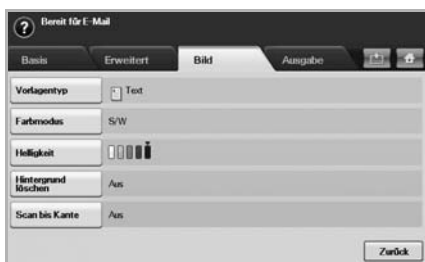 ? Bereit für E-Mail
Basis Erweitert Bild Ausgabe
Vorlagentyp Text
Farbmodus S/W
Helligkeit
Hintergrund
löschen Aus
Scan bis Kante Aus
Zurück